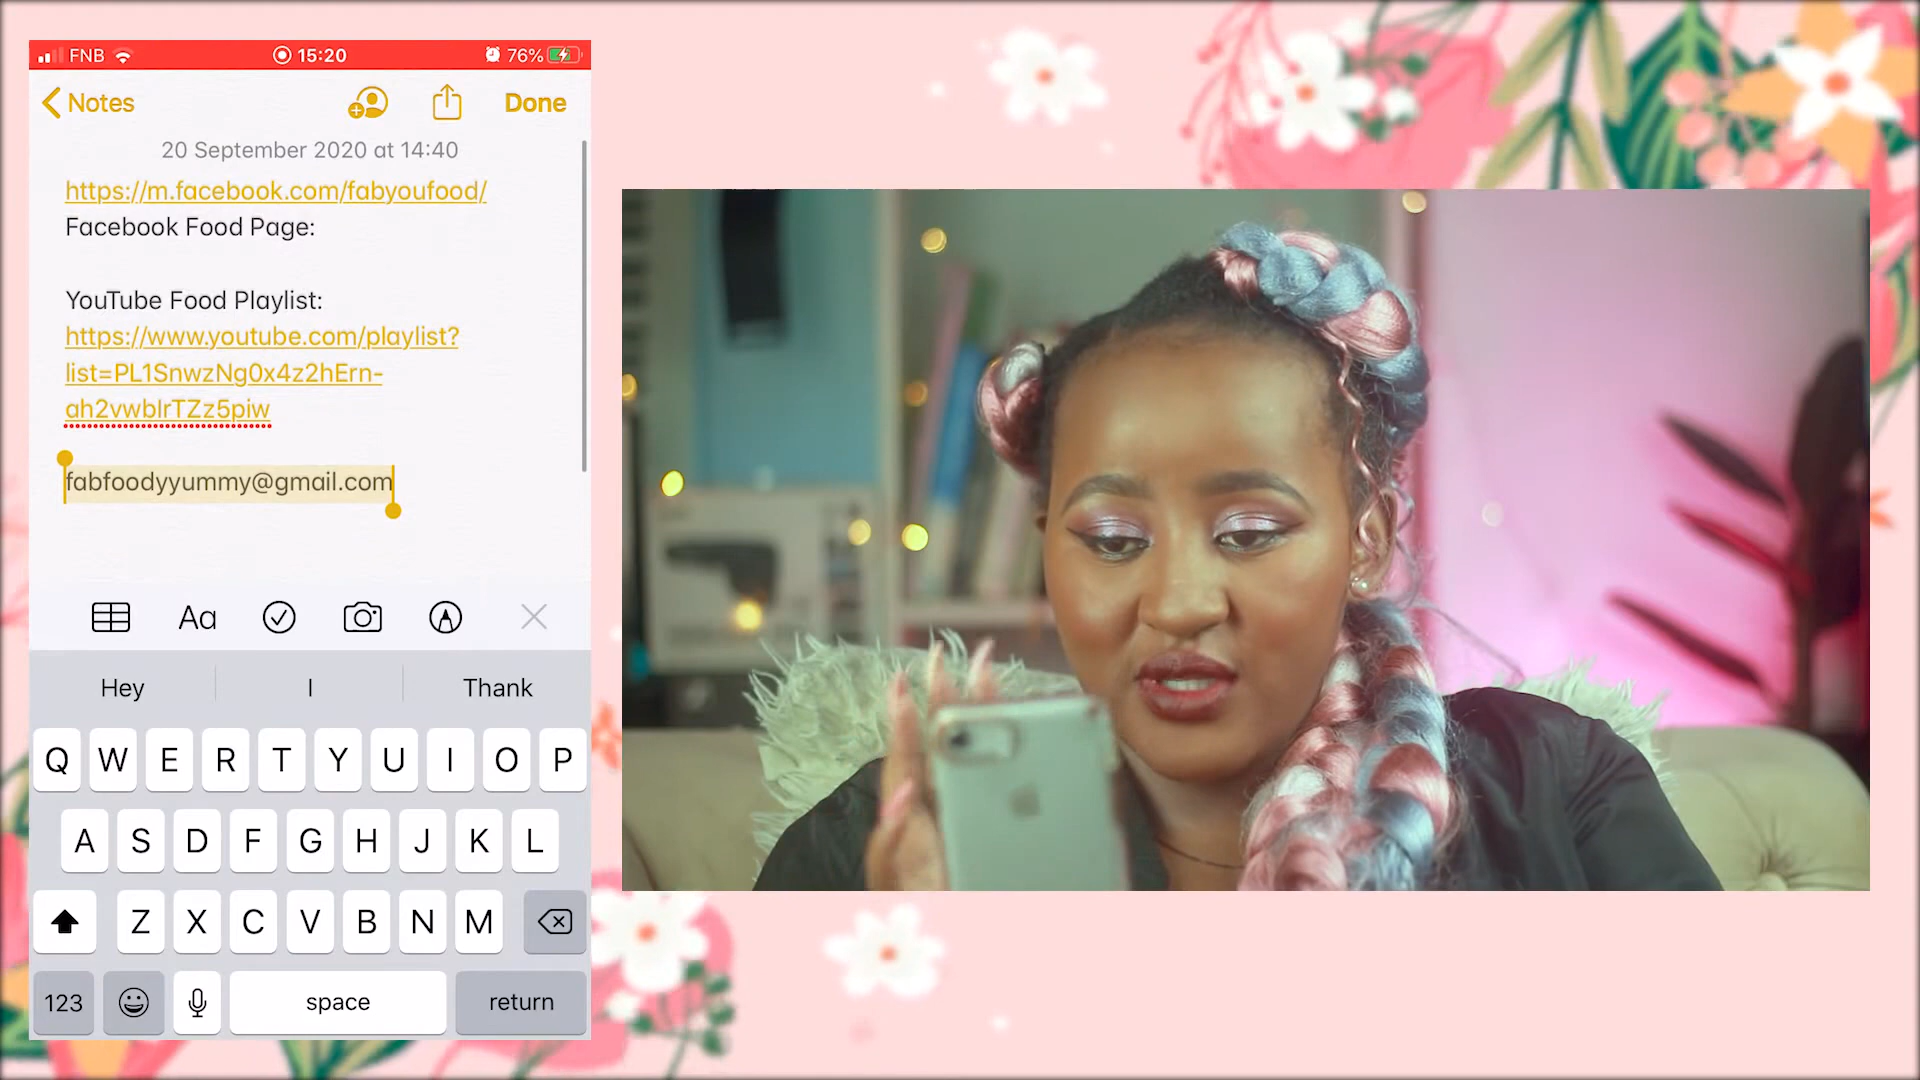 FNB 15:20 76%
Notes Done
20 September 2020 at 14:40
https://m.facebook.com/fabyoufood/
Facebook Food Page:
YouTube Food Playlist:
https://www.youtube.com/playlist?
list=PL1SnwzNg0x4z2hErn-
ah2vwblrTZz5piw
fabfoodyyummy@gmail.com
Aa
Hey I Thank
Q W E R T Y U I O P
A S D F G H J K L
Z X C V B N M
123 space return